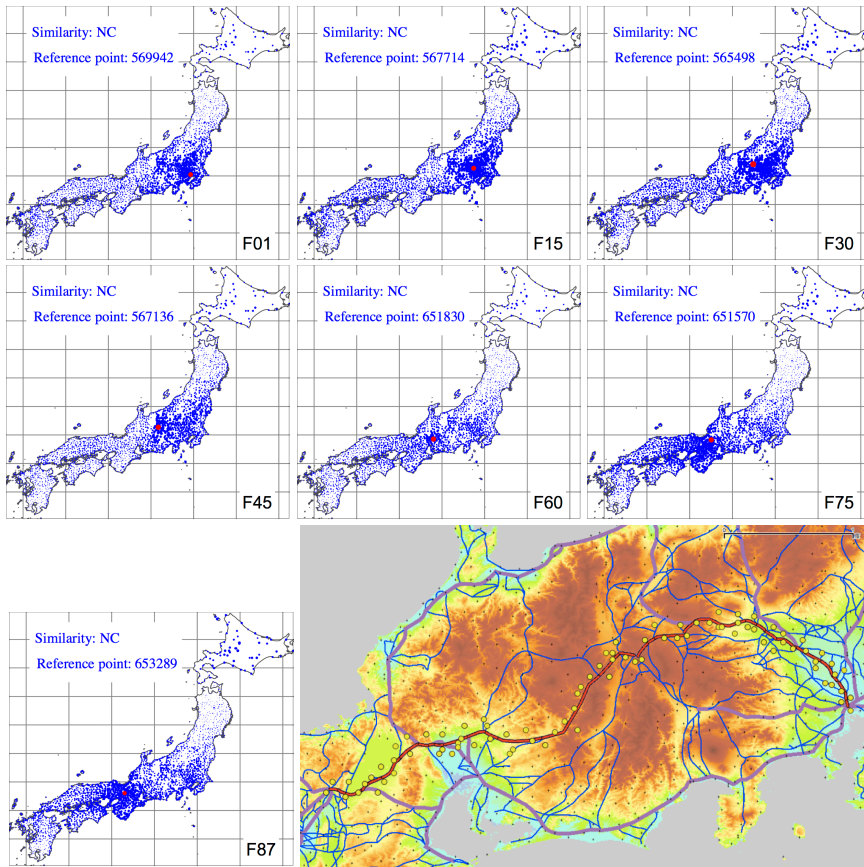 Similarity: NC
Reference point: 569942
F01
Similarity: NC
Reference point: 567714
F15
Similarity: NC
Reference point: 565498
F30
Similarity: NC
Reference point: 567136
F45
Similarity: NC
Reference point: 651830
F60
Similarity: NC
Reference point: 651570
F75
Similarity: NC
Reference point: 653289
F87